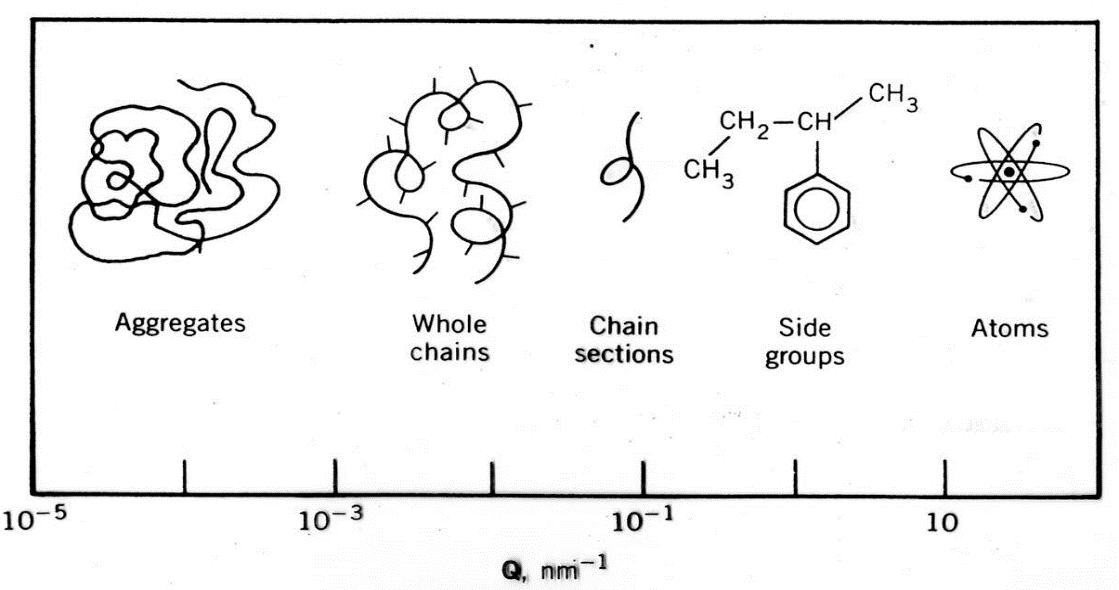 CH₃
CH₂—CH
CH₃
Aggregates
Whole
chains
Chain
sections
Side
groups
Atoms
10⁻⁵
10⁻³
10⁻¹
10
Q, nm⁻¹